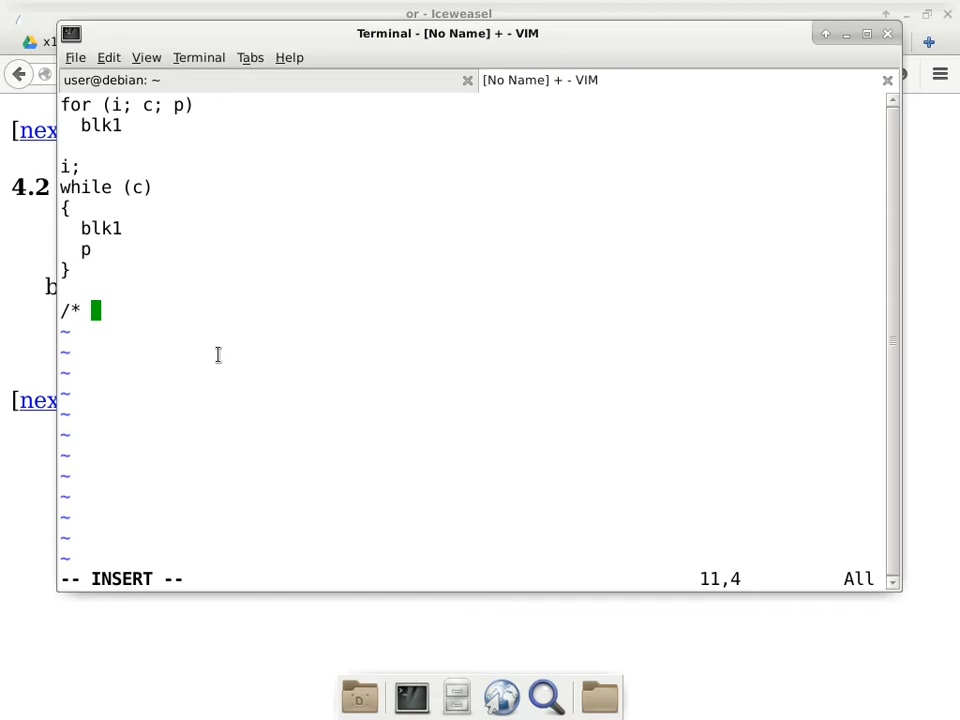 or - Iceweasel
Terminal - [No Name] + - VIM
x1
File Edit View Terminal Tabs Help
user@debian: ~
[No Name] + - VIM
for (i; c; p)
blk1
[nex
i;
4.2
while (c)
{
blk1
p
}
b
/*
~
~
~
~
[nex
~
~
~
~
~
~
~
~
-- INSERT -- 11,4 All
D